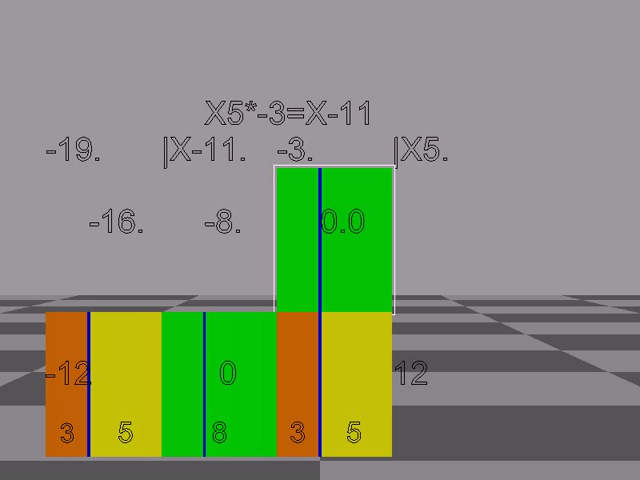 X5*-3=X-11
-19. |X-11. -3. |X5.
-16. -8. 0.0
-12 0 12
3 5 8 3 5